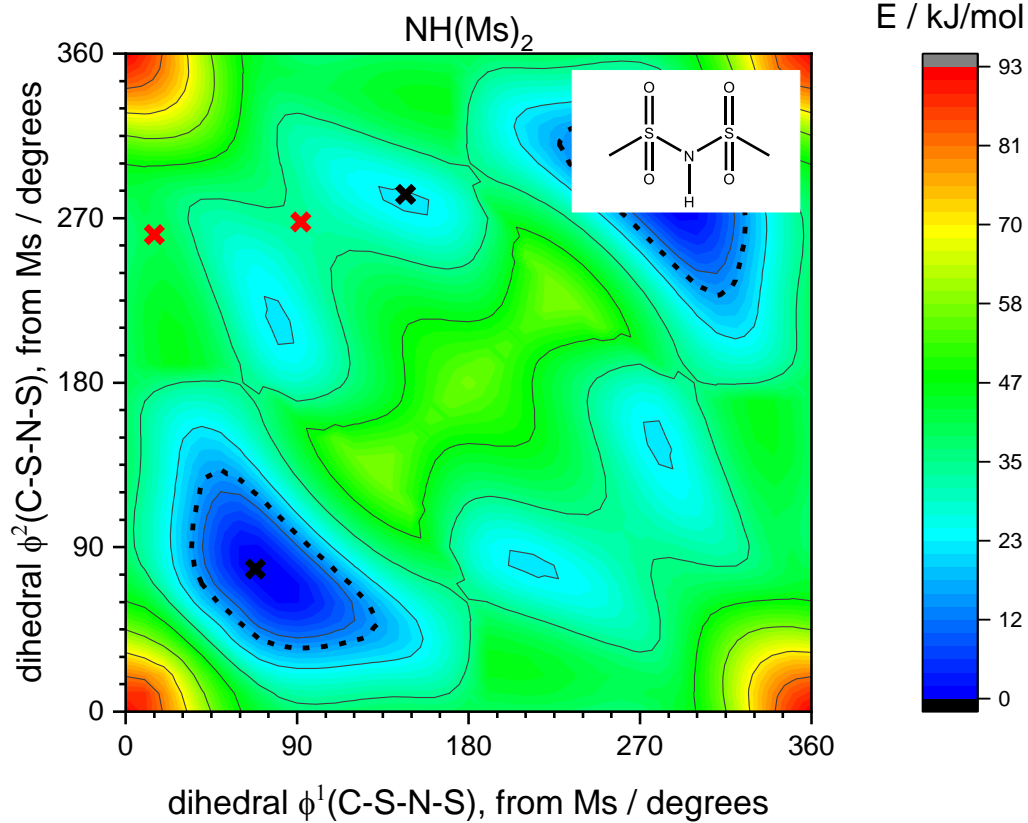 NH(Ms)₂
E / kJ/mol
dihedral ϕ²(C-S-N-S), from Ms / degrees
360
270
180
90
0
0 90 180 270 360
dihedral ϕ¹(C-S-N-S), from Ms / degrees
93
81
70
58
47
35
23
12
0
O O
S N S
O H O